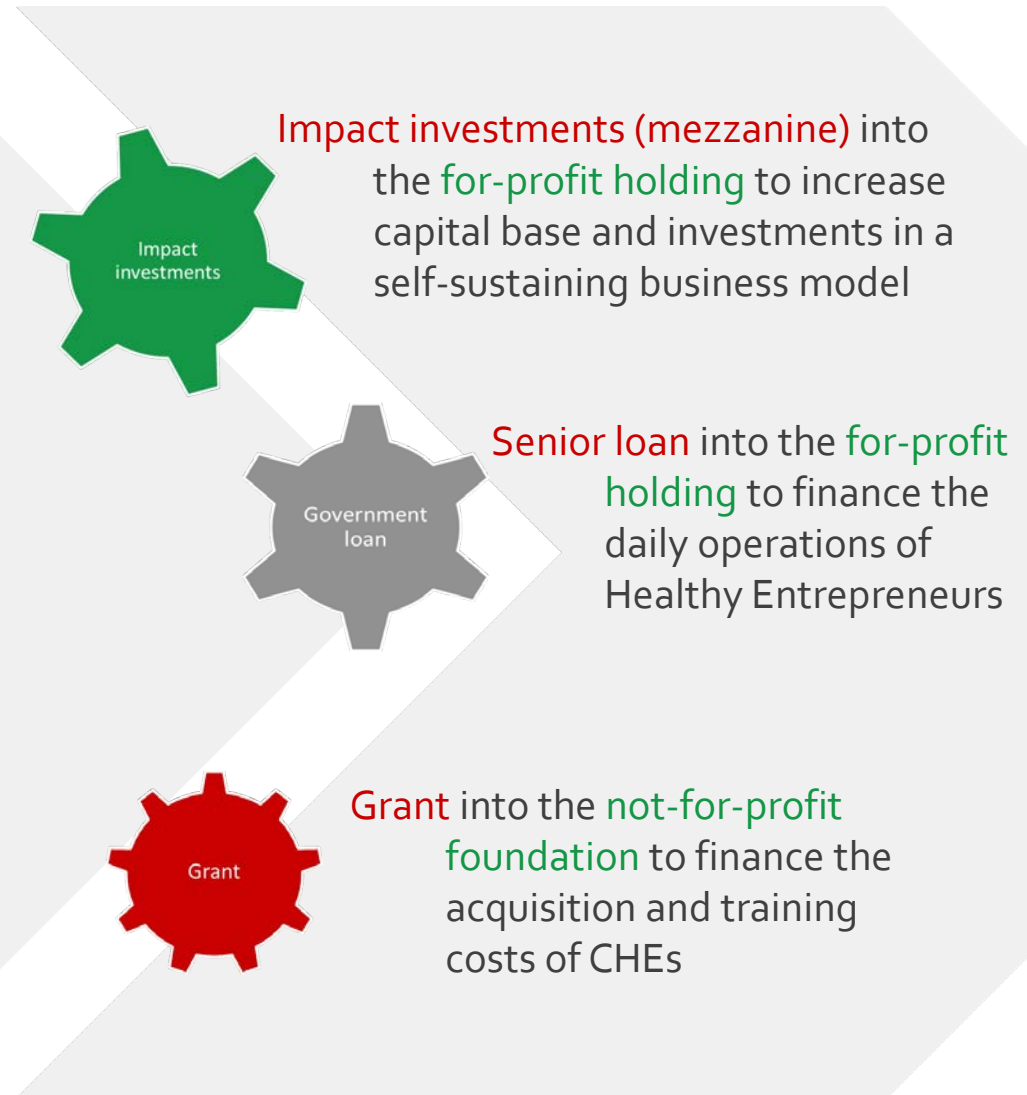 Impact investments (mezzanine) into
the for-profit holding to increase
capital base and investments in a
self-sustaining business model
Impact
investments
Senior loan into the for-profit
holding to finance the
daily operations of
Healthy Entrepreneurs
Government
loan
Grant into the not-for-profit
foundation to finance the
acquisition and training
costs of CHEs
Grant